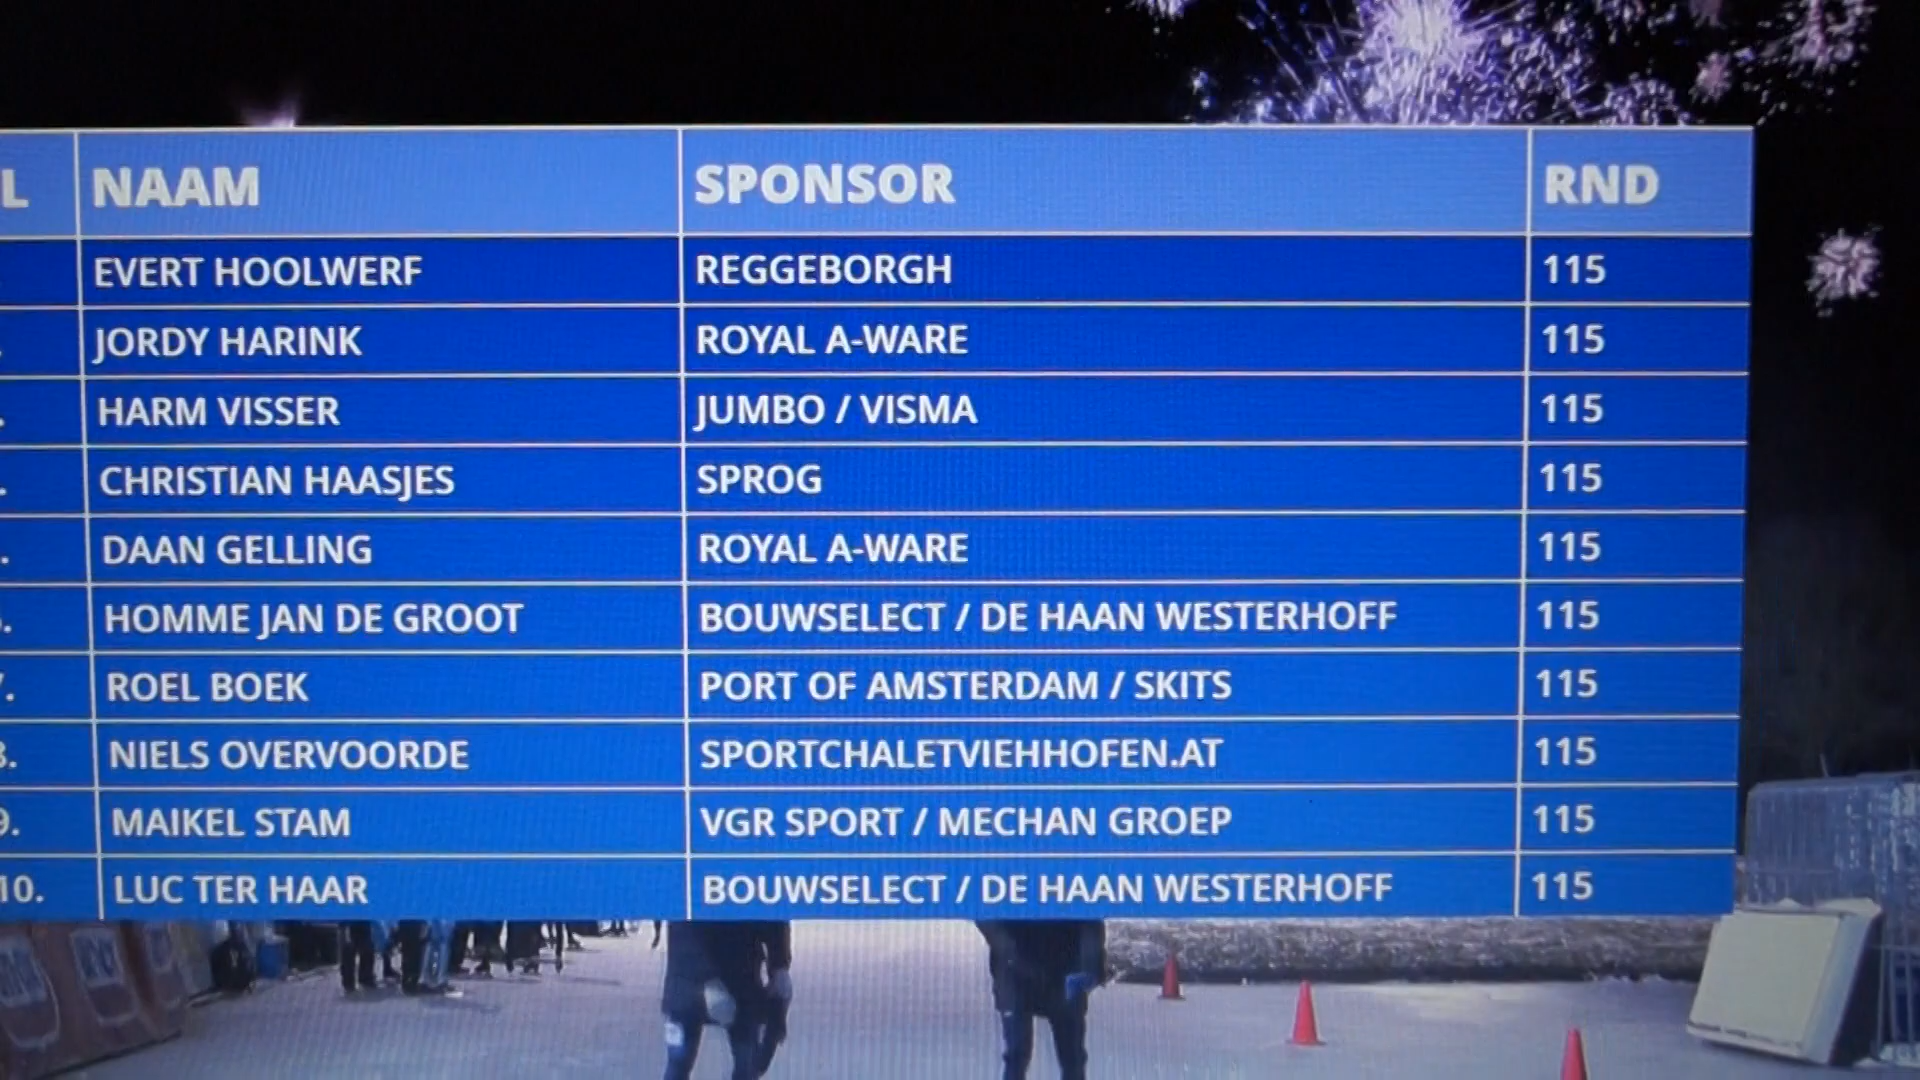 L NAAM SPONSOR RND
EVERT HOOLWERF REGGEBORGH 115
. JORDY HARINK ROYAL A-WARE 115
. HARM VISSER JUMBO / VISMA 115
. CHRISTIAN HAASJES SPROG 115
. DAAN GELLING ROYAL A-WARE 115
. HOMME JAN DE GROOT BOUWSELECT / DE HAAN WESTERHOFF 115
7. ROEL BOEK PORT OF AMSTERDAM / SKITS 115
8. NIELS OVERVOORDE SPORTCHALETVIEHHOFEN.AT 115
9. MAIKEL STAM VGR SPORT / MECHAN GROEP 115
10. LUC TER HAAR BOUWSELECT / DE HAAN WESTERHOFF 115